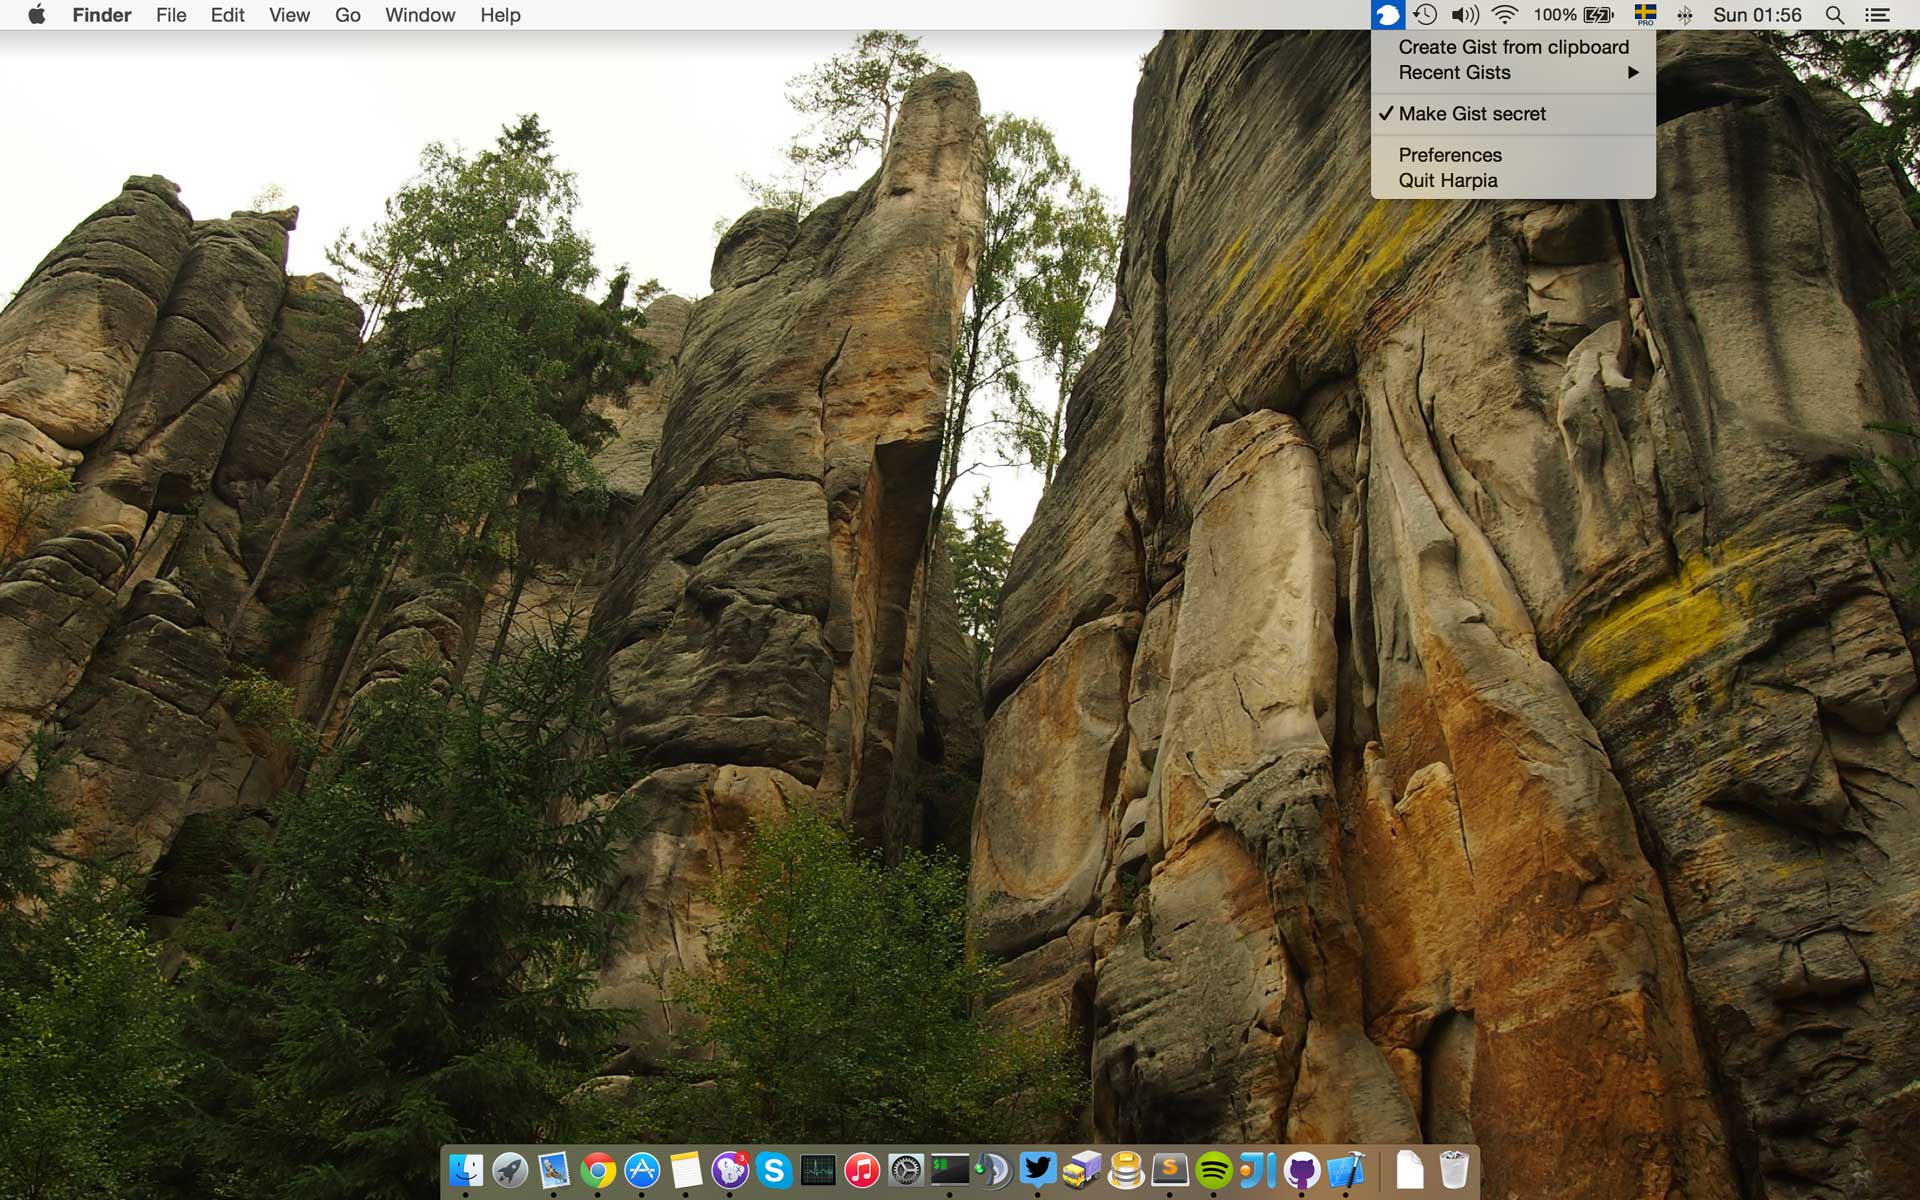 Finder File Edit View Go Window Help 100% PRO Sun 01:56
Create Gist from clipboard
Recent Gists
Make Gist secret
Preferences
Quit Harpia
3
$
S